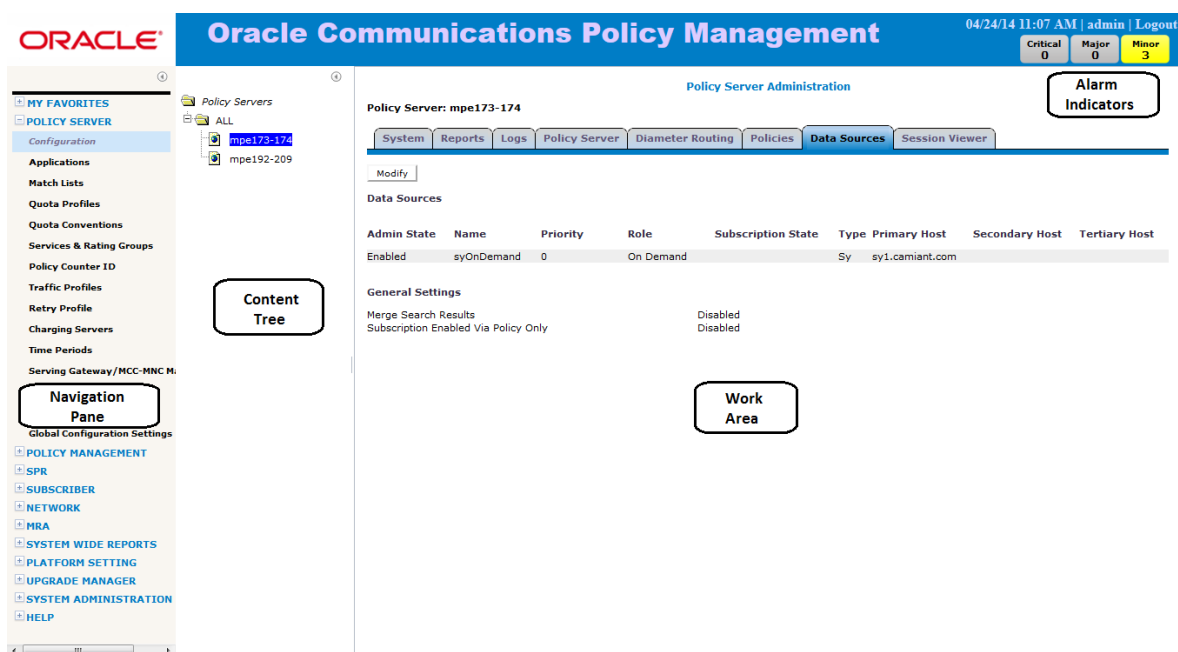 ORACLE®
Oracle Communications Policy Management
04/24/14 11:07 AM | admin | Logout
Critical 0
Major 0
Minor 3
MY FAVORITES
POLICY SERVER
Configuration
Applications
Match Lists
Quota Profiles
Quota Conventions
Services & Rating Groups
Policy Counter ID
Traffic Profiles
Retry Profile
Charging Servers
Time Periods
Serving Gateway/MCC-MNC
Navigation
Pane
Global Configuration Settings
POLICY MANAGEMENT
SPR
SUBSCRIBER
NETWORK
MRA
SYSTEM WIDE REPORTS
PLATFORM SETTING
UPGRADE MANAGER
SYSTEM ADMINISTRATION
HELP
Policy Servers
ALL
mpe173-174
mpe192-209
Content
Tree
Policy Server Administration
Alarm
Indicators
Policy Server: mpe173-174
System Reports Logs Policy Server Diameter Routing Policies Data Sources Session Viewer
Modify
Data Sources
Admin State Name Priority Role Subscription State Type Primary Host Secondary Host Tertiary Host
Enabled syOnDemand 0 On Demand Sy sy1.camiant.com
General Settings
Merge Search Results Disabled
Subscription Enabled Via Policy Only Disabled
Work
Area